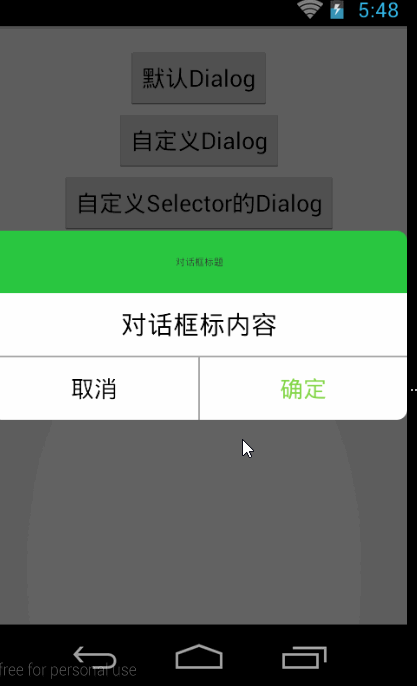 5:48
默认Dialog
自定义Dialog
自定义Selector的Dialog
对话框标题
对话框标内容
取消
确定
free for personal use